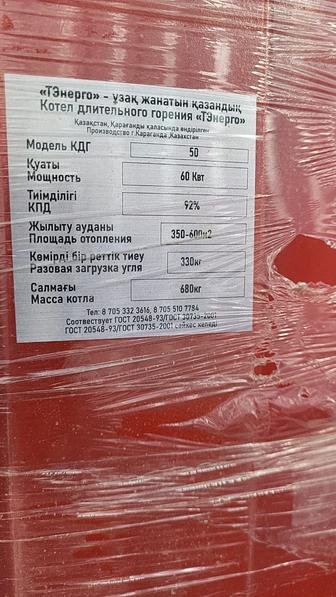 «ТЭнерго» - ұзақ жанатын қазандық
Котел длительного горения «ТЭнерго»
Қазақстан, Қарағанды қаласында өндірілген
Производство г.Караганда ,Казахстан
Модель КДГ 50
Қуаты
Мощность 60 Квт
Тиімділігі
КПД 92%
Жылыту ауданы
Площадь отопления 350-600м2
Көмірді бір реттік тиеу
Разовая загрузка угля 330кг
Салмағы
Масса котла 680кг
Тел: 8 705 332 3616, 8 705 510 7784
Соотвествует ГОСТ 20548-93/ГОСТ 30735-2001
ГОСТ 20548-93/ГОСТ 30735-2001 сәйкес келеді